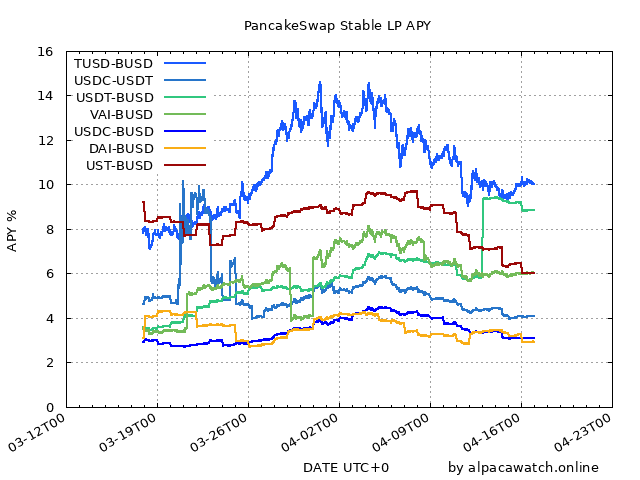 PancakeSwap Stable LP APY
16
14
12
10
8
6
4
2
0
APY %
TUSD-BUSD
USDC-USDT
USDT-BUSD
VAI-BUSD
USDC-BUSD
DAI-BUSD
UST-BUSD
03-12T00
03-19T00
03-26T00
04-02T00
04-09T00
04-16T00
04-23T00
DATE UTC+0
by alpacawatch.online